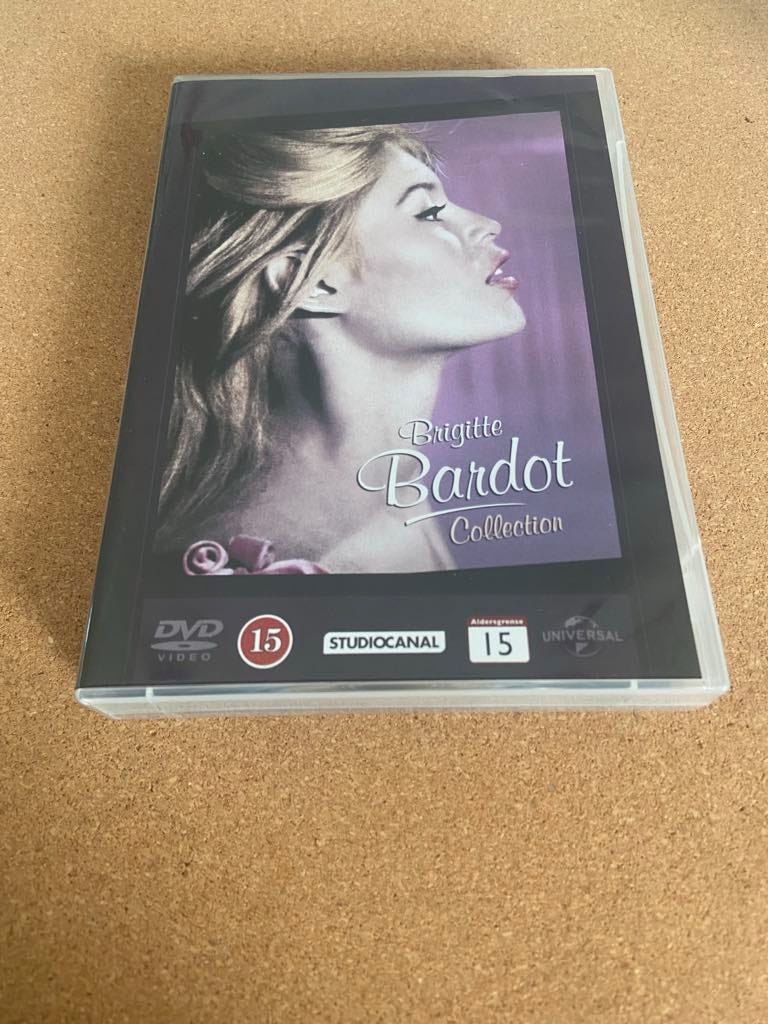 Brigitte
Bardot
Collection
DVD
VIDEO
15
STUDIOCANAL
Aldersgrense
15
UNIVERSAL